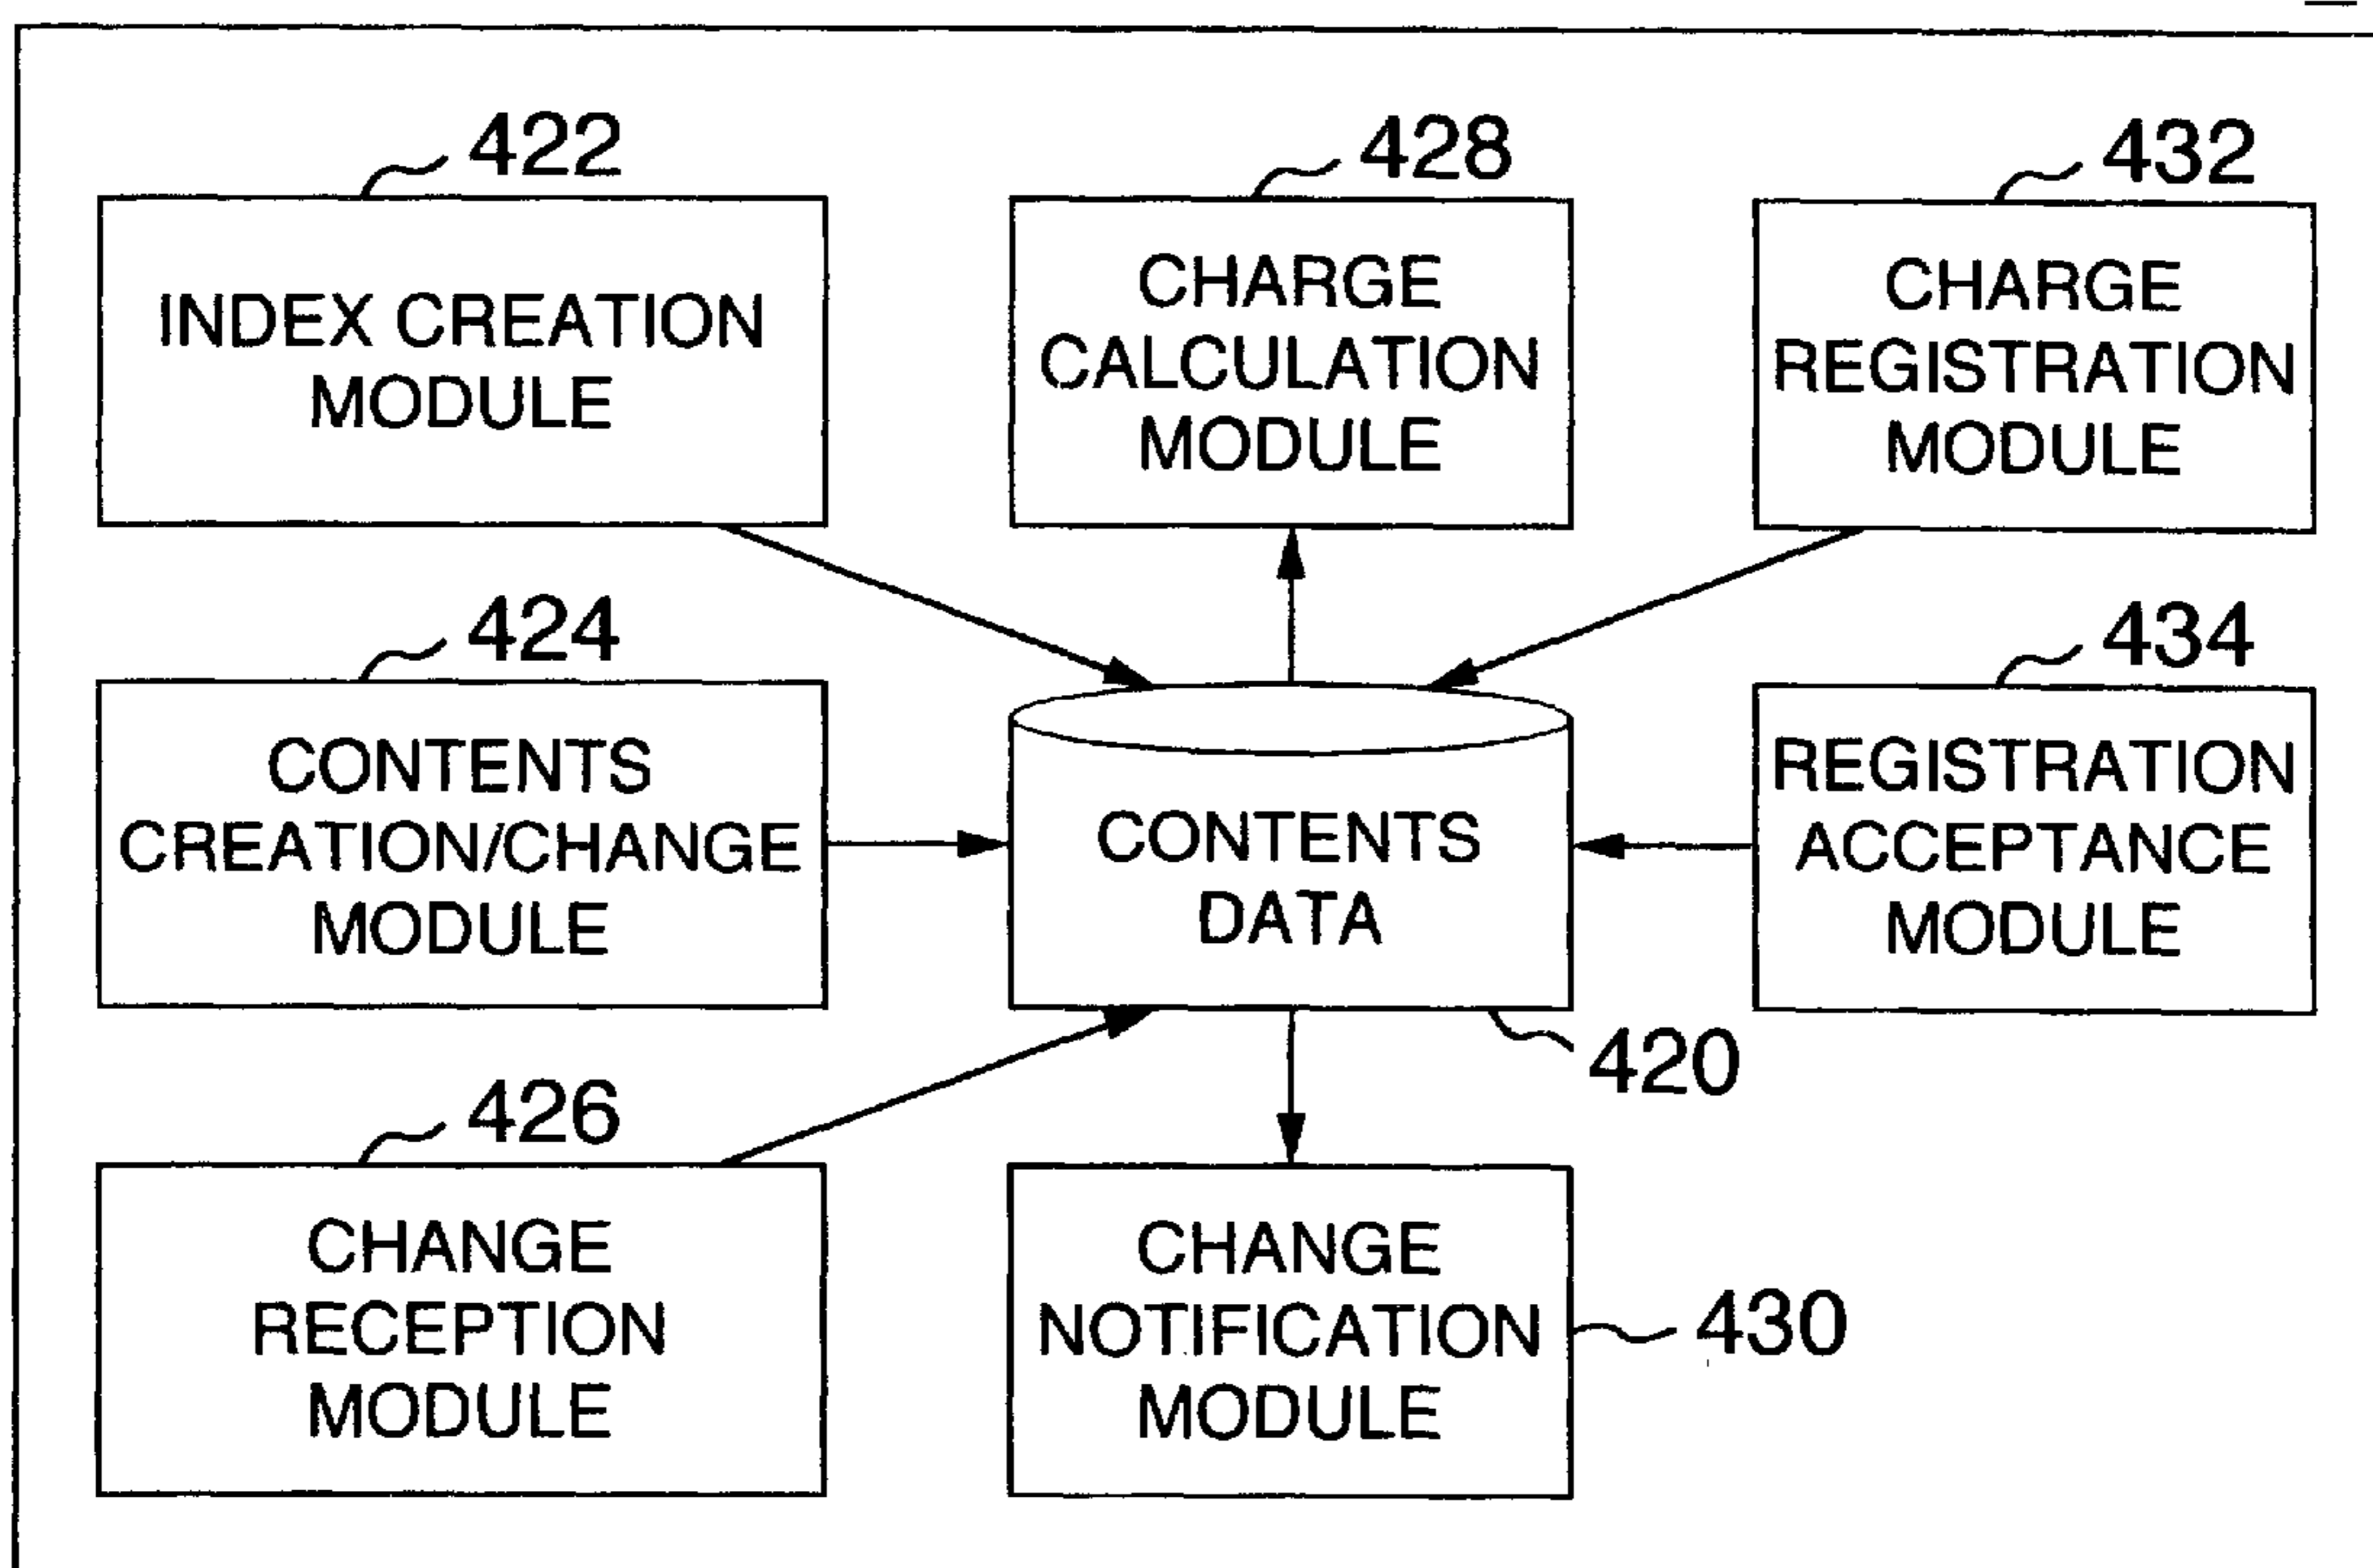 422
INDEX CREATION
MODULE
428
CHARGE
CALCULATION
MODULE
432
CHARGE
REGISTRATION
MODULE
424
CONTENTS
CREATION/CHANGE
MODULE
CONTENTS
DATA
420
434
REGISTRATION
ACCEPTANCE
MODULE
426
CHANGE
RECEPTION
MODULE
CHANGE
NOTIFICATION
MODULE
430